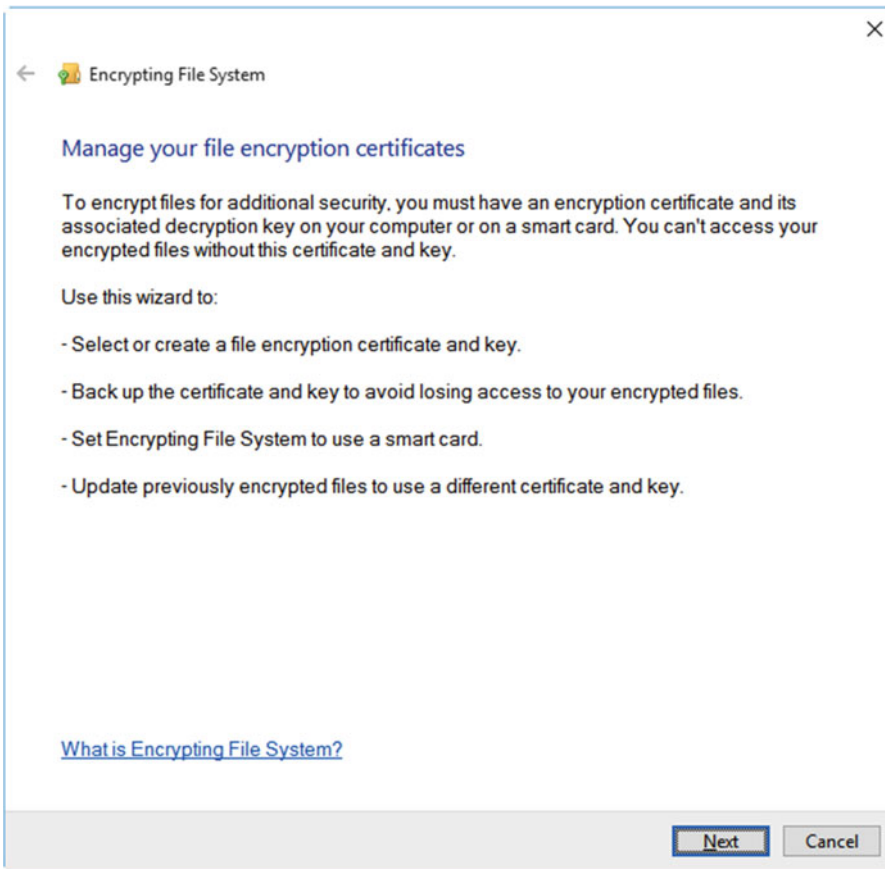 Encrypting File System
Manage your file encryption certificates
To encrypt files for additional security, you must have an encryption certificate and its
associated decryption key on your computer or on a smart card. You can't access your
encrypted files without this certificate and key.
Use this wizard to:
- Select or create a file encryption certificate and key.
- Back up the certificate and key to avoid losing access to your encrypted files.
- Set Encrypting File System to use a smart card.
- Update previously encrypted files to use a different certificate and key.
What is Encrypting File System?
Next Cancel